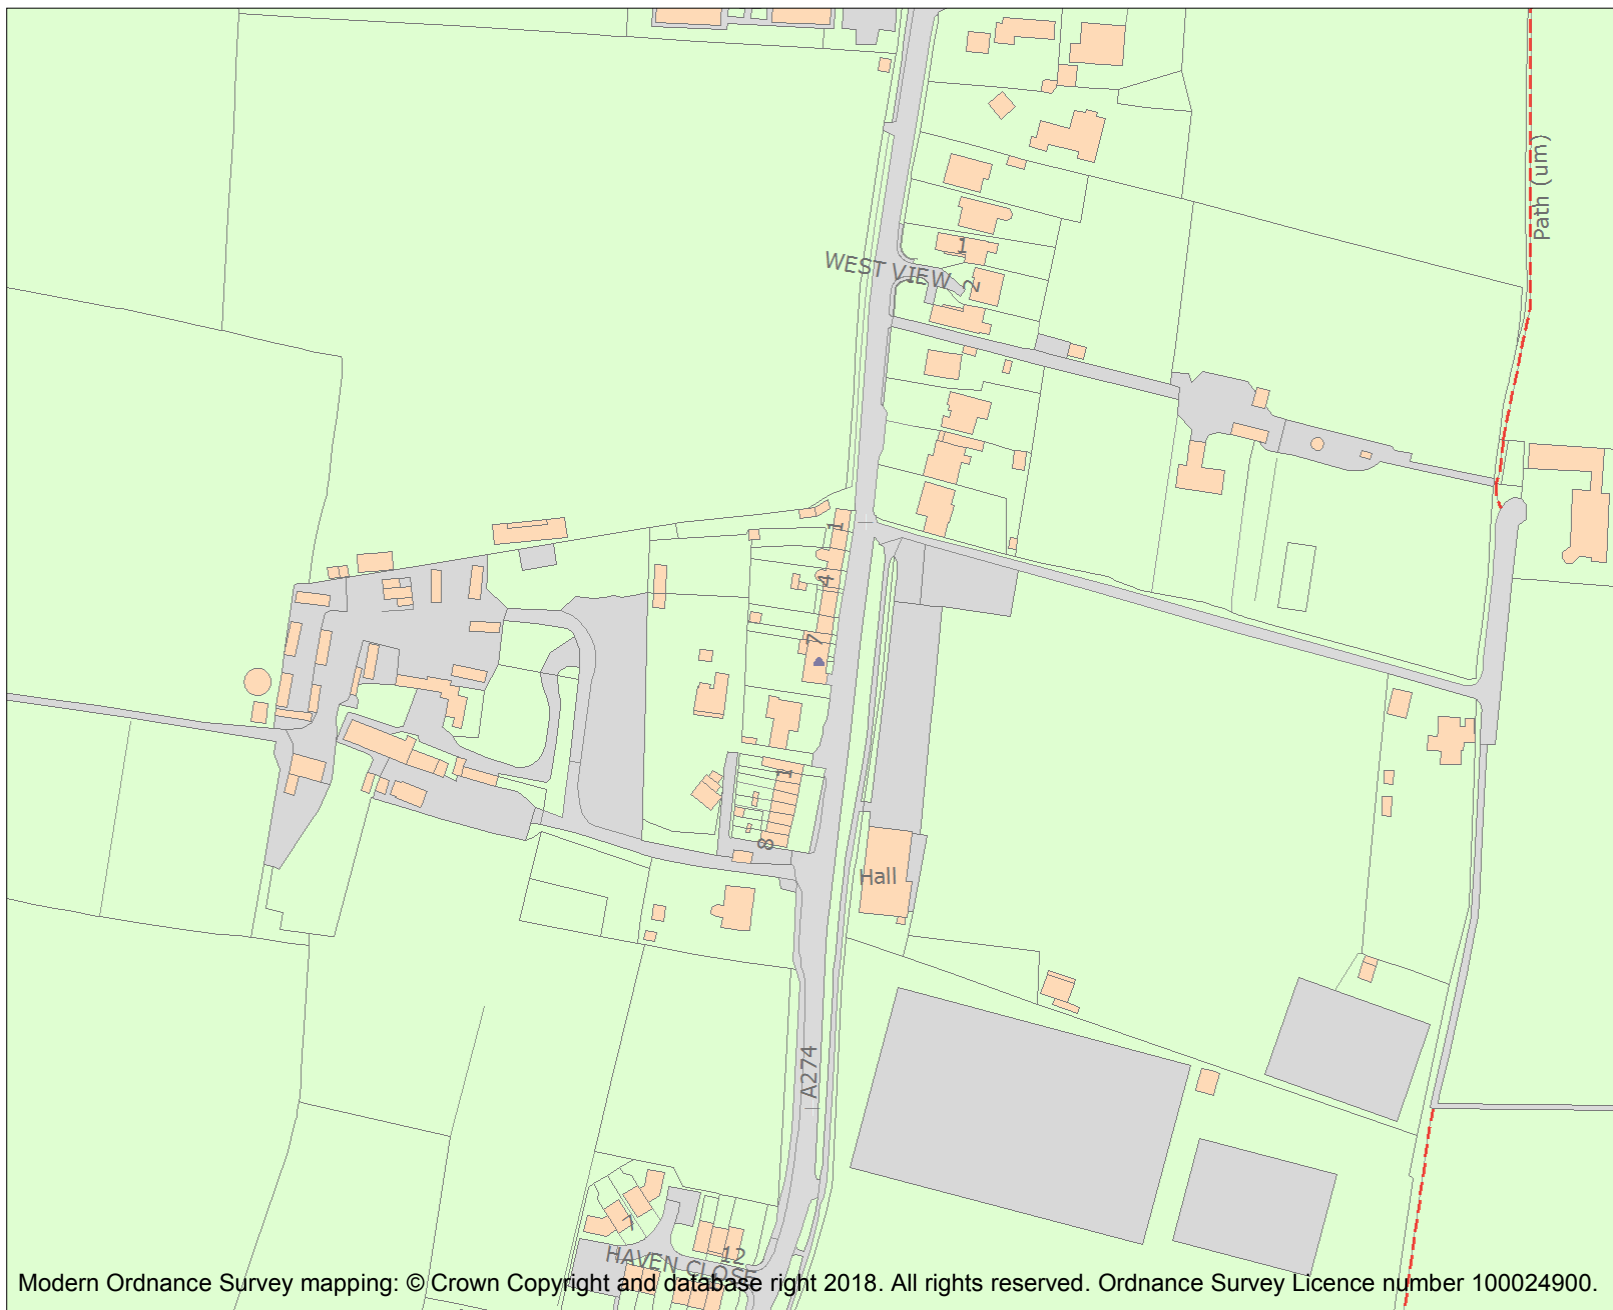 Path (um)
1
WEST VIEW
2
1
4
7
1
8
Hall
A274
7
12
HAVEN CLOSE
Modern Ordnance Survey mapping: © Crown Copyright and database right 2018. All rights reserved. Ordnance Survey Licence number 100024900.